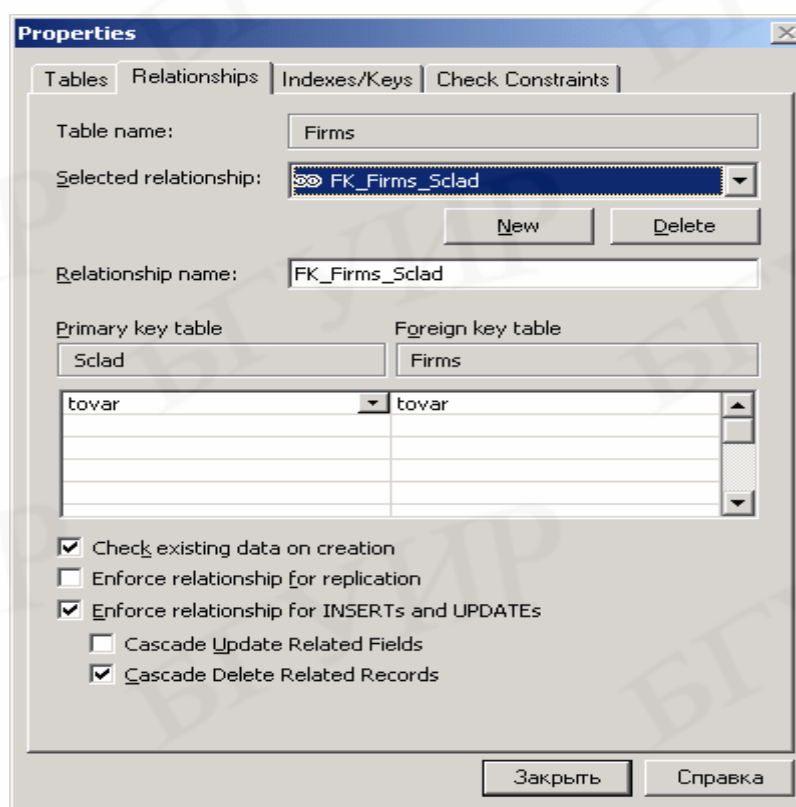 Properties
Tables Relationships Indexes/Keys Check Constraints
Table name: Firms
Selected relationship: FK_Firms_Sclad
New Delete
Relationship name: FK_Firms_Sclad
Primary key table Foreign key table
Sclad Firms
tovar tovar
Check existing data on creation
Enforce relationship for replication
Enforce relationship for INSERTs and UPDATEs
Cascade Update Related Fields
Cascade Delete Related Records
Закрыть Справка
БГУИР